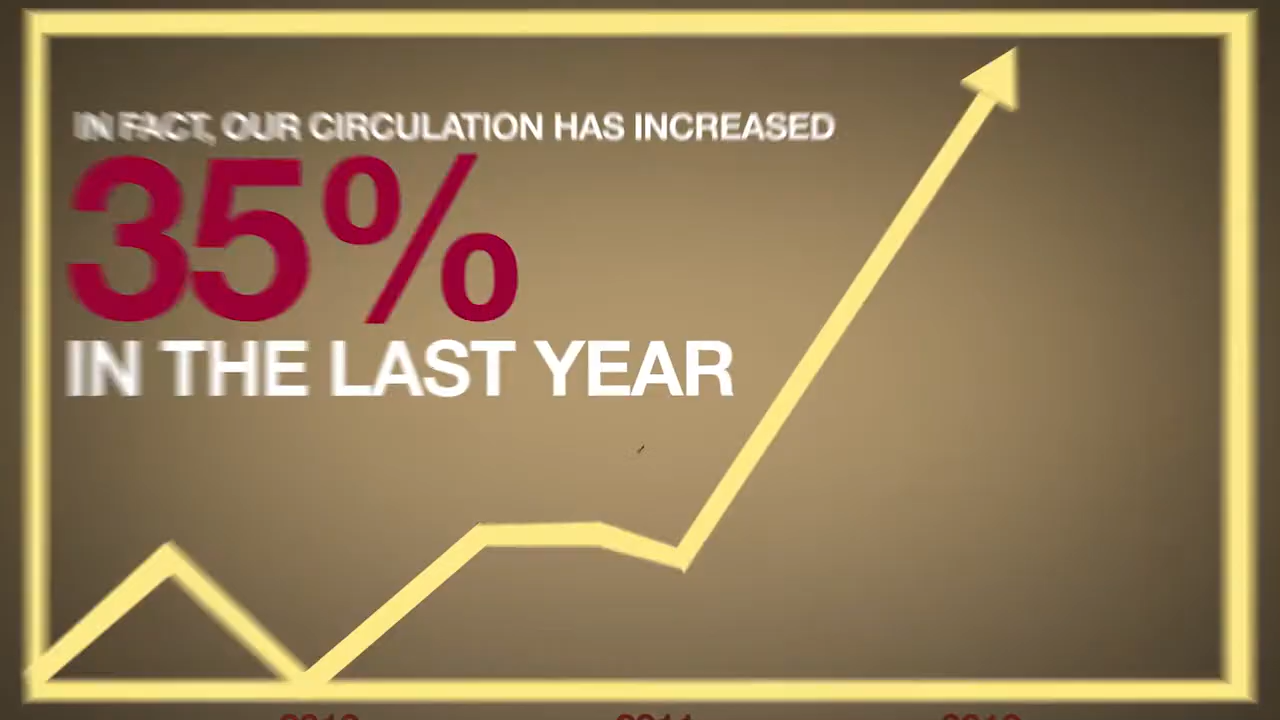 IN FACT, OUR CIRCULATION HAS INCREASED
35%
IN THE LAST YEAR